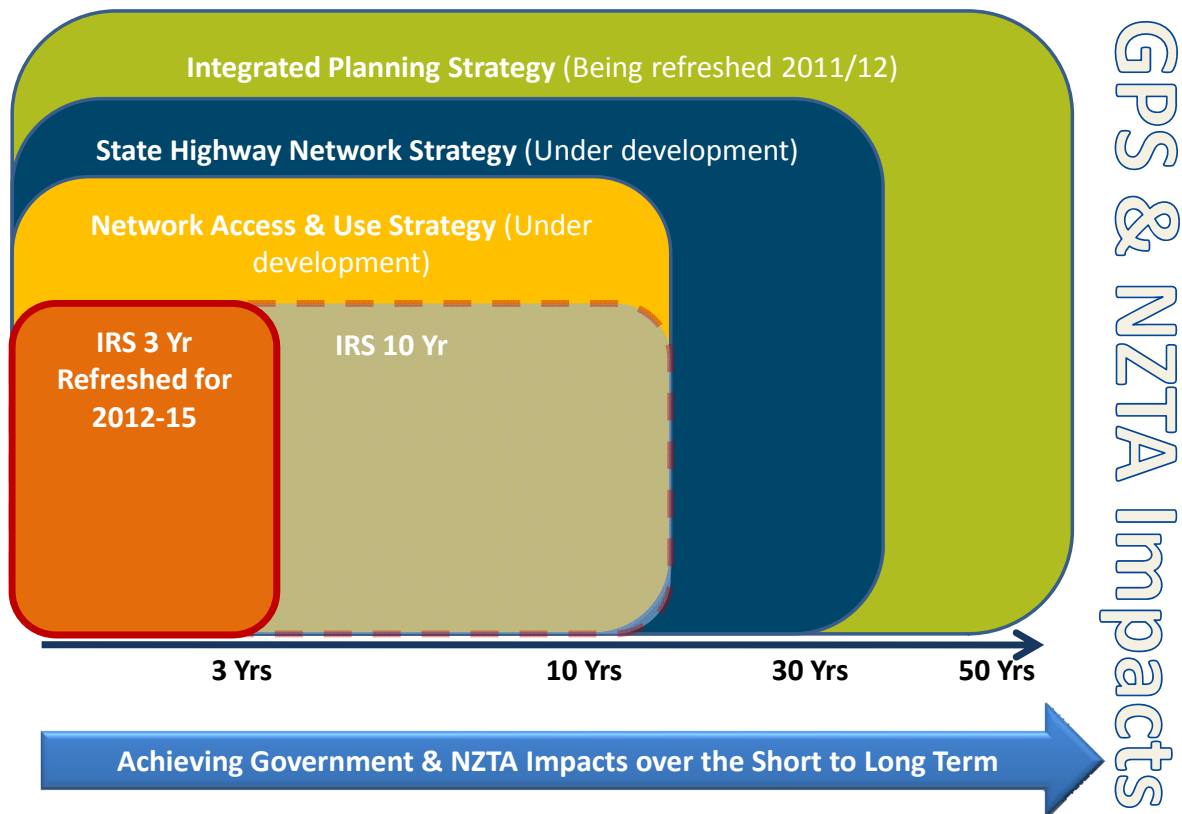 Integrated Planning Strategy (Being refreshed 2011/12)
State Highway Network Strategy (Under development)
Network Access & Use Strategy (Under
development)
IRS 3 Yr
Refreshed for
2012-15
IRS 10 Yr
3 Yrs
10 Yrs
30 Yrs
50 Yrs
Achieving Government & NZTA Impacts over the Short to Long Term
GPS & NZTA Impacts